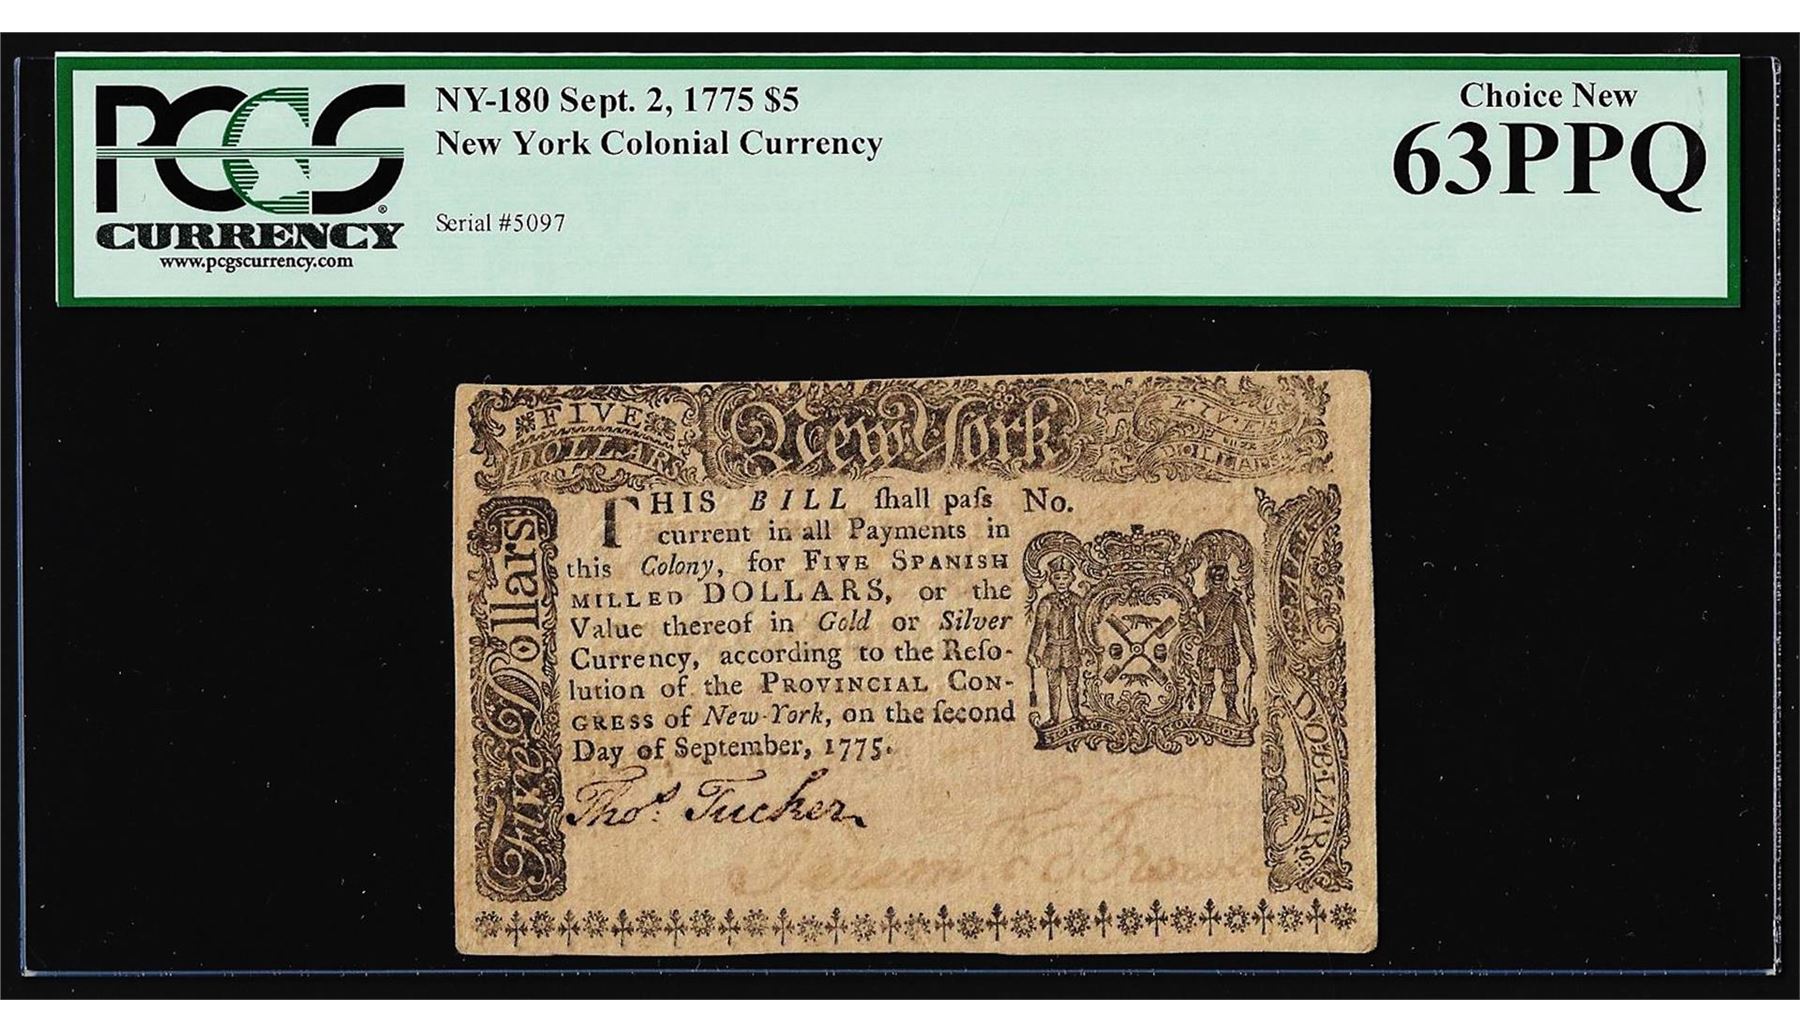 PCGS
CURRENCY
www.pcgscurrency.com
NY-180 Sept. 2, 1775 $5
New York Colonial Currency
Serial #5097
Choice New
63PPQ
FIVE
DOLLARS
New York
DOLLARS
Five Dollars
THIS BILL ſhall paſs
current in all Payments in
this Colony, for FIVE SPANISH
MILLED DOLLARS, or the
Value thereof in Gold or Silver
Currency, according to the Reſo-
lution of the PROVINCIAL CON-
GRESS of New-York, on the ſecond
Day of September, 1775.
No.
DOLLARS
Thos. Tucker